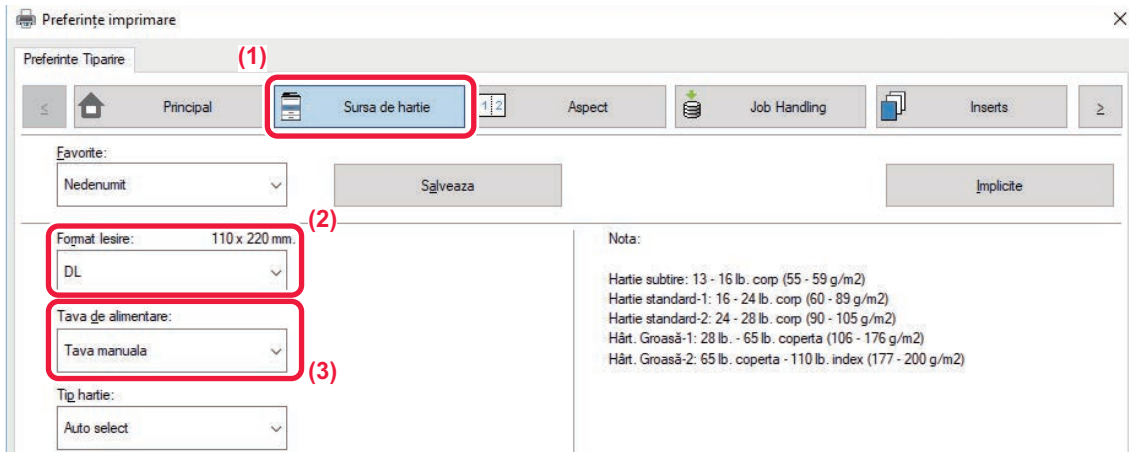 Preferințe imprimare
Preferinte Tiparire
(1)
≤ Principal Sursa de hartie 1 2 Aspect Job Handling Inserts ≥
Favorite:
Nedenumit Salveaza Implicite
(2)
Format Iesire: 110 x 220 mm.
DL
Tava de alimentare:
Tava manuala
(3)
Tip hartie:
Auto select
Nota:
Hartie subtire: 13 - 16 lb. corp (55 - 59 g/m2)
Hartie standard-1: 16 - 24 lb. corp (60 - 89 g/m2)
Hartie standard-2: 24 - 28 lb. corp (90 - 105 g/m2)
Hârt. Groasă-1: 28 lb. - 65 lb. coperta (106 - 176 g/m2)
Hârt. Groasă-2: 65 lb. coperta - 110 lb. index (177 - 200 g/m2)